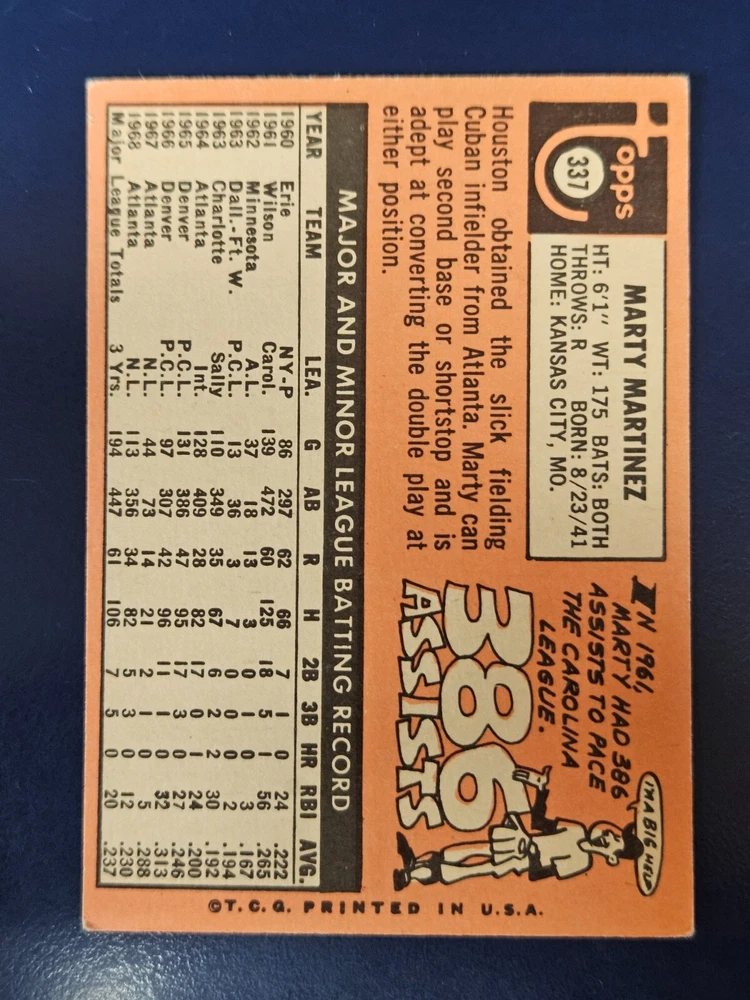 topps
337
MARTY MARTINEZ
HT: 6'1" WT: 175 BATS: BOTH
THROWS: R BORN: 8/23/41
HOME: KANSAS CITY, MO.
Houston obtained the slick fielding
Cuban infielder from Atlanta. Marty can
play second base or shortstop and is
adept at converting the double play at
either position.
IN 1961,
MARTY HAD 386
ASSISTS TO PACE
THE CAROLINA
LEAGUE.
I'M A BIG HELP
386
ASSISTS
MAJOR AND MINOR LEAGUE BATTING RECORD
YEAR TEAM LEA. G AB R H 2B 3B HR RBI AVG.
1960 Erie NY-P 86 297 62 66 7 1 0 24 .222
1961 Wilson Carol. 139 472 60 125 18 5 1 56 .265
1962 Minnesota A.L. 37 18 13 3 0 1 0 3 .167
1963 Dall.-Ft. W. P.C.L. 13 36 3 7 0 0 0 2 .194
1963 Charlotte Sally 110 349 35 67 6 2 2 30 .192
1964 Atlanta Int. 128 409 28 82 17 0 1 24 .200
1965 Denver P.C.L. 131 386 47 95 17 3 0 27 .246
1966 Denver P.C.L. 97 307 42 96 11 1 0 32 .313
1967 Atlanta N.L. 44 73 14 21 2 1 0 5 .288
1968 Atlanta N.L. 113 356 34 82 5 3 0 12 .230
Major League Totals 3 Yrs. 194 447 61 106 7 5 0 20 .237
©T.C.G. PRINTED IN U.S.A.